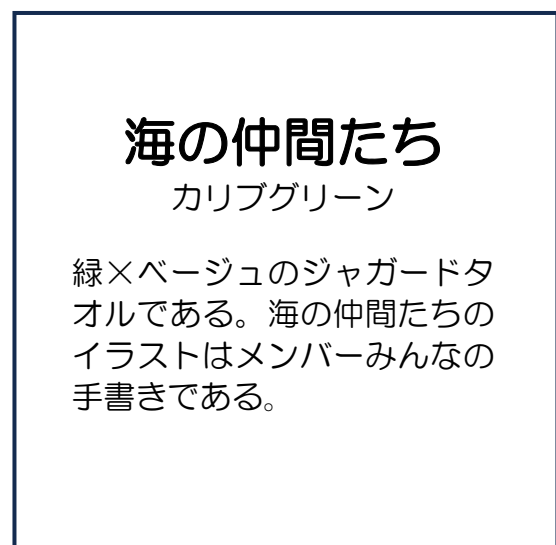 海の仲間たち
カリブグリーン
緑×ベージュのジャガードタ
オルである。海の仲間たちの
イラストはメンバーみんなの
手書きである。